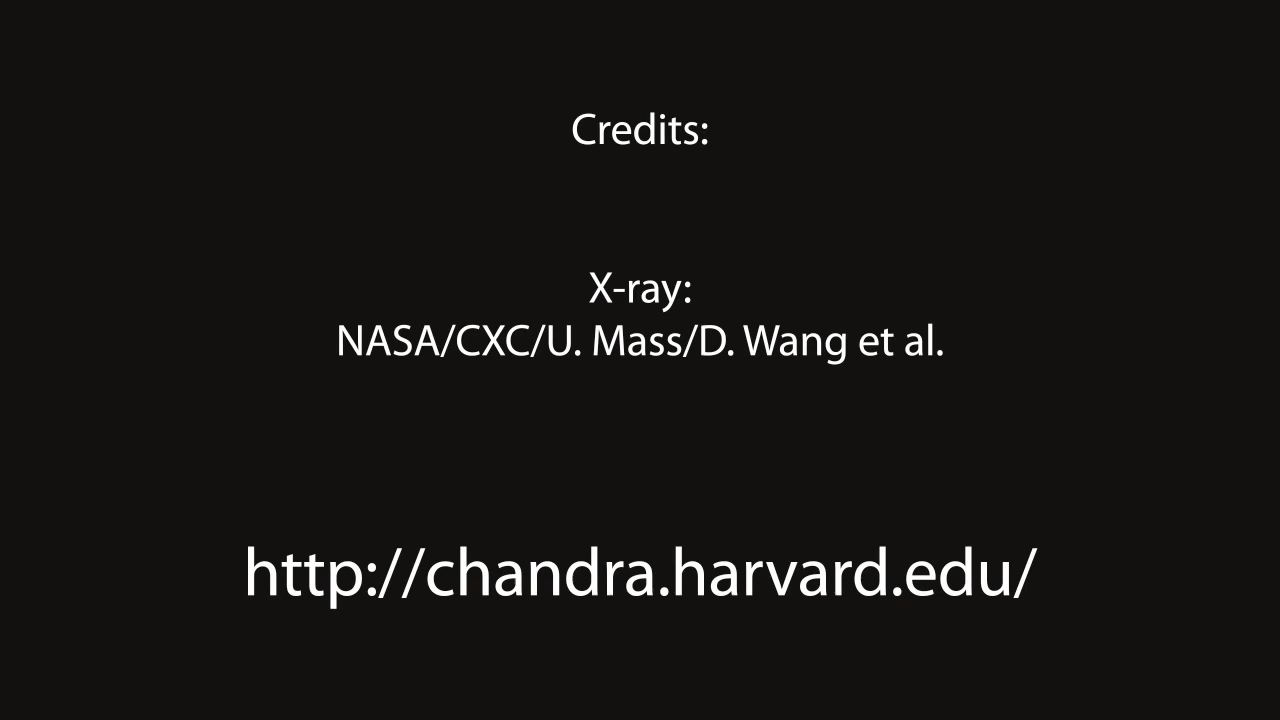 Credits:
X-ray:
NASA/CXC/U. Mass/D. Wang et al.
http://chandra.harvard.edu/